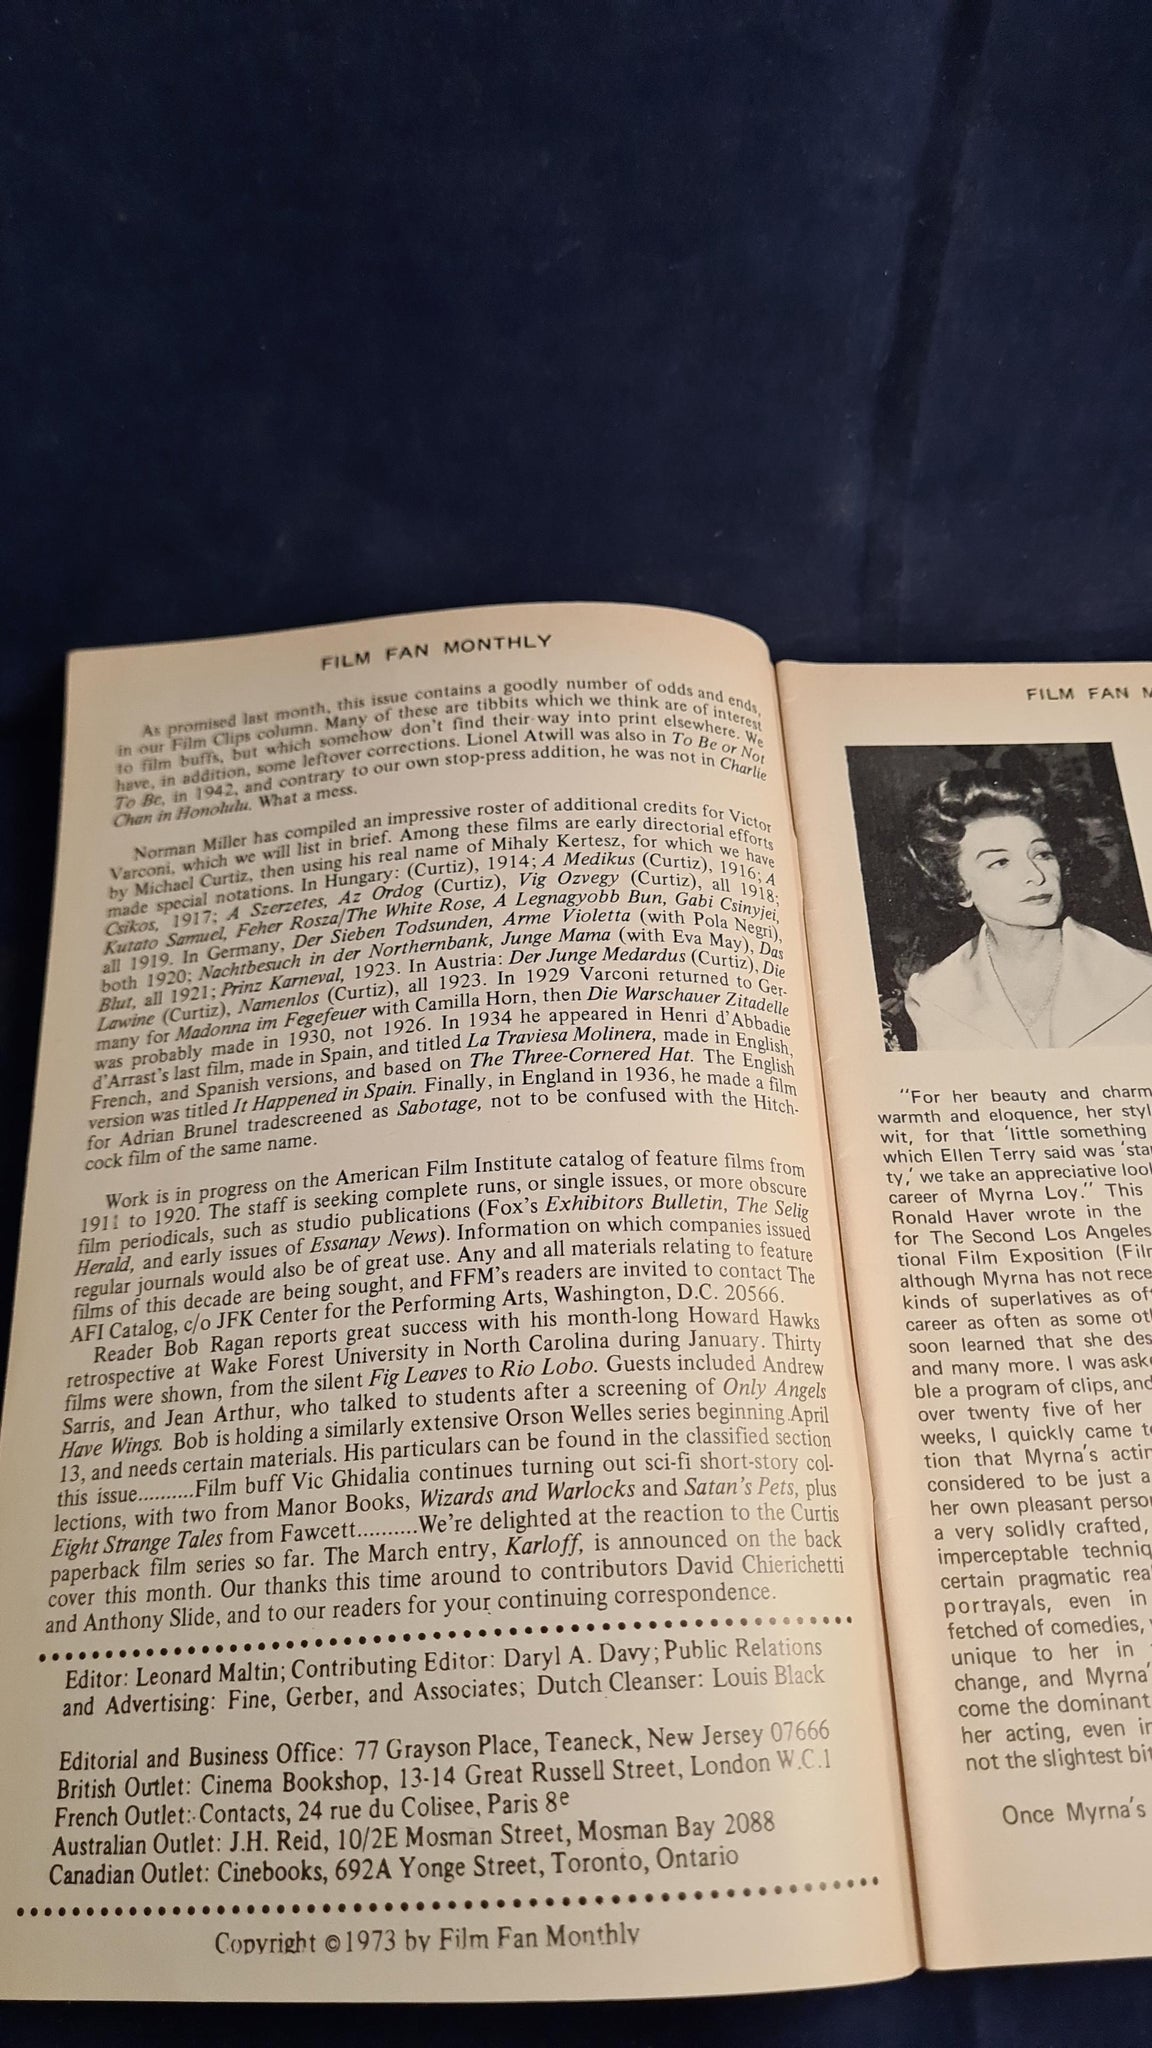 FILM FAN MONTHLY
As promised last month, this issue contains a goodly number of odds and ends,
in our Film Clips column. Many of these are tibbits which we think are of interest
to film buffs, but which somehow don't find their way into print elsewhere. We
have, in addition, some leftover corrections. Lionel Atwill was also in To Be or Not
To Be, in 1942, and contrary to our own stop-press addition, he was not in Charlie
Chan in Honolulu. What a mess.
Norman Miller has compiled an impressive roster of additional credits for Victor
Varconi, which we will list in brief. Among these films are early directorial efforts
by Michael Curtiz, then using his real name of Mihaly Kertesz, for which we have
made special notations. In Hungary: (Curtiz), 1914; A Medikus (Curtiz), 1916; A
Csikos, 1917; A Szerzetes, Az Ordog (Curtiz), Vig Ozvegy (Curtiz), all 1918;
Kutato Samuel, Feher Rosza/The White Rose, A Legnagyobb Bun, Gabi Csinyjei,
all 1919. In Germany, Der Sieben Todsunden, Arme Violetta (with Pola Negri),
both 1920; Nachtbesuch in der Northernbank, Junge Mama (with Eva May), Das
Blut, all 1921; Prinz Karneval, 1923. In Austria: Der Junge Medardus (Curtiz), Die
Lawine (Curtiz), Namenlos (Curtiz), all 1923. In 1929 Varconi returned to Ger-
many for Madonna im Fegefeuer with Camilla Horn, then Die Warschauer Zitadelle
was probably made in 1930, not 1926. In 1934 he appeared in Henri d'Abbadie
d'Arrast's last film, made in Spain, and titled La Traviesa Molinera, made in English,
French, and Spanish versions, and based on The Three-Cornered Hat. The English
version was titled It Happened in Spain. Finally, in England in 1936, he made a film
for Adrian Brunel tradescreened as Sabotage, not to be confused with the Hitch-
cock film of the same name.
Work is in progress on the American Film Institute catalog of feature films from
1911 to 1920. The staff is seeking complete runs, or single issues, or more obscure
film periodicals, such as studio publications (Fox's Exhibitors Bulletin, The Selig
Herald, and early issues of Essanay News). Information on which companies issued
regular journals would also be of great use. Any and all materials relating to feature
films of this decade are being sought, and FFM's readers are invited to contact The
AFI Catalog, c/o JFK Center for the Performing Arts, Washington, D.C. 20566.
Reader Bob Ragan reports great success with his month-long Howard Hawks
retrospective at Wake Forest University in North Carolina during January. Thirty
films were shown, from the silent Fig Leaves to Rio Lobo. Guests included Andrew
Sarris, and Jean Arthur, who talked to students after a screening of Only Angels
Have Wings. Bob is holding a similarly extensive Orson Welles series beginning April
13, and needs certain materials. His particulars can be found in the classified section
this issue..........Film buff Vic Ghidalia continues turning out sci-fi short-story col-
lections, with two from Manor Books, Wizards and Warlocks and Satan's Pets, plus
Eight Strange Tales from Fawcett..........We're delighted at the reaction to the Curtis
paperback film series so far. The March entry, Karloff, is announced on the back
cover this month. Our thanks this time around to contributors David Chierichetti
and Anthony Slide, and to our readers for your continuing correspondence.
Editor: Leonard Maltin; Contributing Editor: Daryl A. Davy; Public Relations
and Advertising: Fine, Gerber, and Associates; Dutch Cleanser: Louis Black
Editorial and Business Office: 77 Grayson Place, Teaneck, New Jersey 07666
British Outlet: Cinema Bookshop, 13-14 Great Russell Street, London W.C.1
French Outlet: Contacts, 24 rue du Colisee, Paris 8e
Australian Outlet: J.H. Reid, 10/2E Mosman Street, Mosman Bay 2088
Canadian Outlet: Cinebooks, 692A Yonge Street, Toronto, Ontario
Copyright ©1973 by Film Fan Monthly
FILM FAN M
"For her beauty and charm
warmth and eloquence, her styl
wit, for that 'little something
which Ellen Terry said was 'sta
ty,' we take an appreciative loo
career of Myrna Loy." This
Ronald Haver wrote in the
for The Second Los Angeles
tional Film Exposition (Film
although Myrna has not rece
kinds of superlatives as of
career as often as some ot
soon learned that she des
and many more. I was ask
ble a program of clips, and
over twenty five of her
weeks, I quickly came t
tion that Myrna's actin
considered to be just a
her own pleasant perso
a very solidly crafted,
imperceptable techniq
certain pragmatic rea
portrayals, even in
fetched of comedies,
unique to her in
change, and Myrna'
come the dominant
her acting, even in
not the slightest bit
Once Myrna's